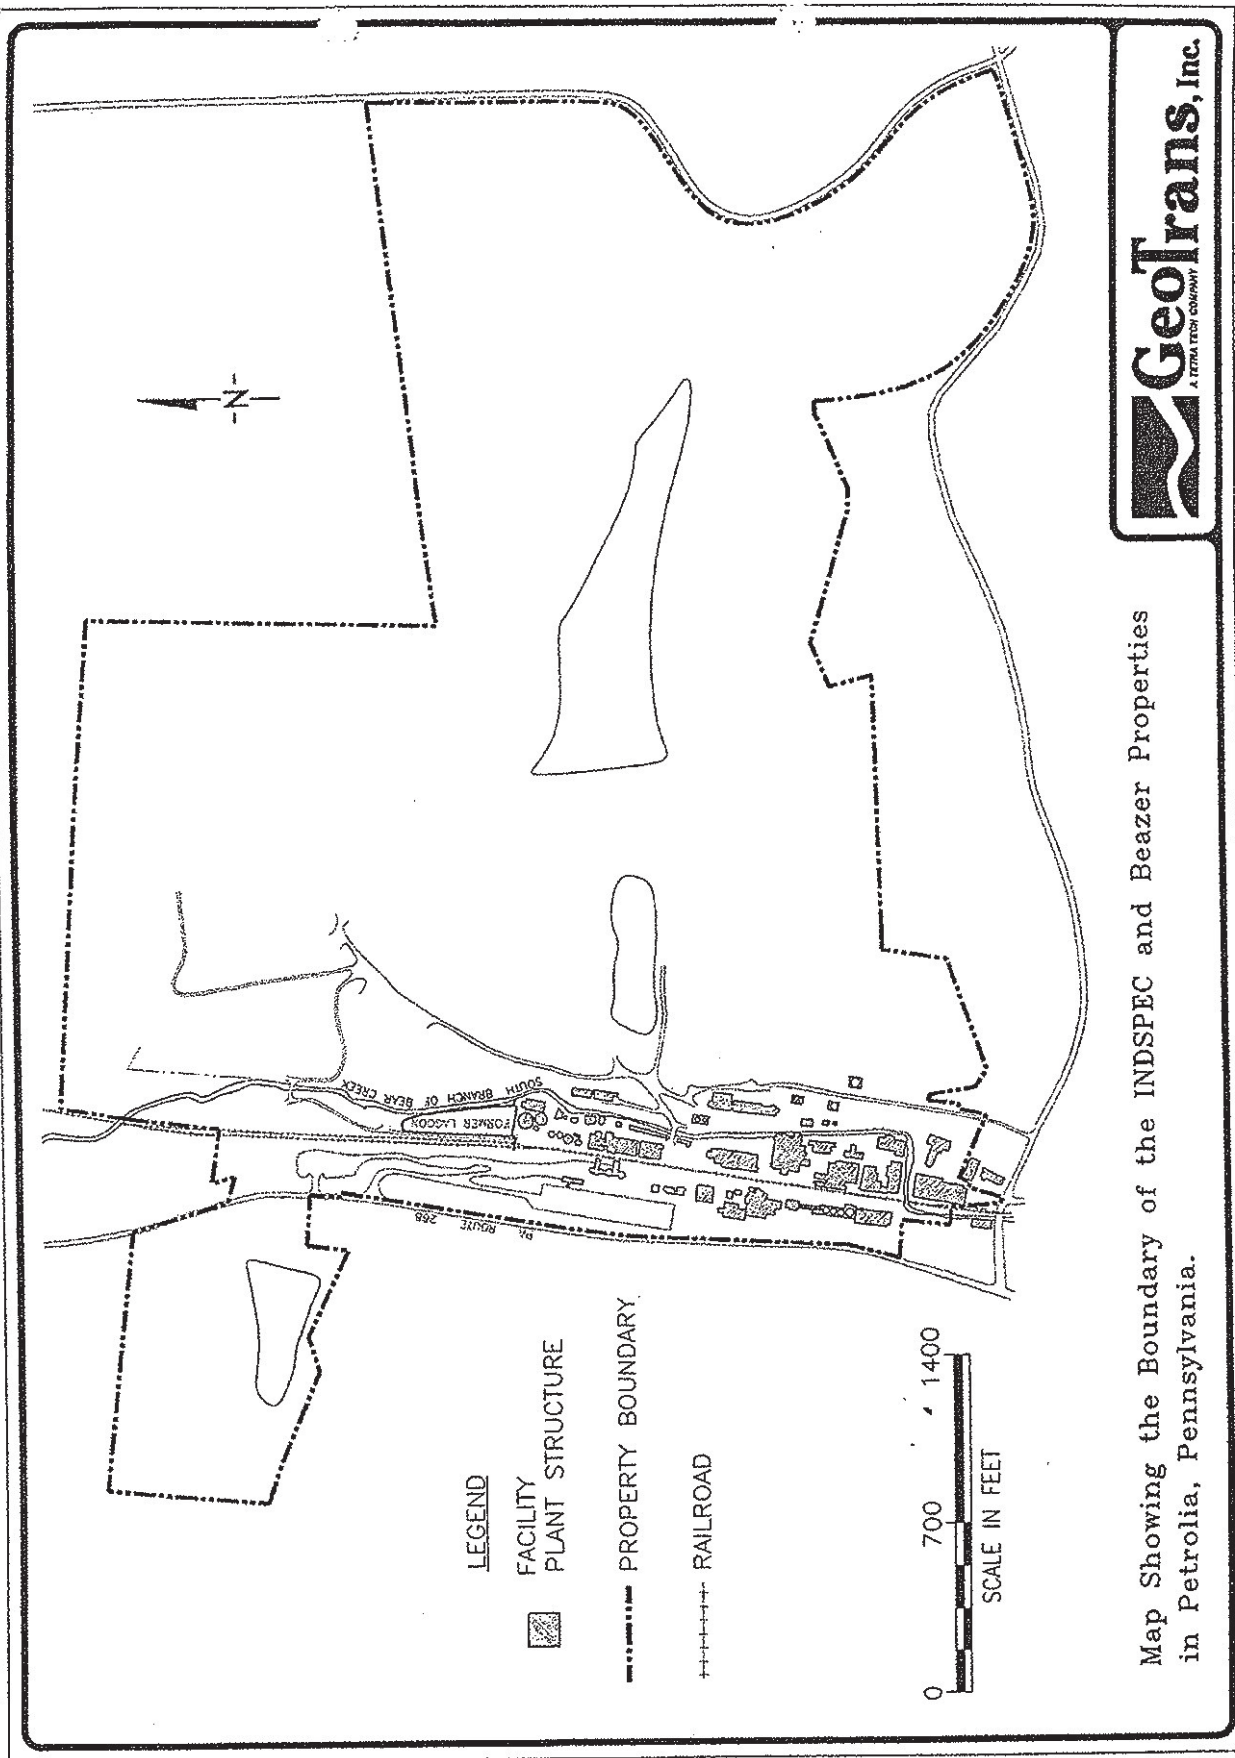 N
SOUTH BRANCH OF BEAR CREEK
FORMER LAGOON
PA. ROUTE 268
LEGEND
FACILITY
PLANT STRUCTURE
PROPERTY BOUNDARY
RAILROAD
0 700 1400
SCALE IN FEET
Map Showing the Boundary of the INDSPEC and Beazer Properties
in Petrolia, Pennsylvania.
GeoTrans, Inc.
A TETRA TECH COMPANY